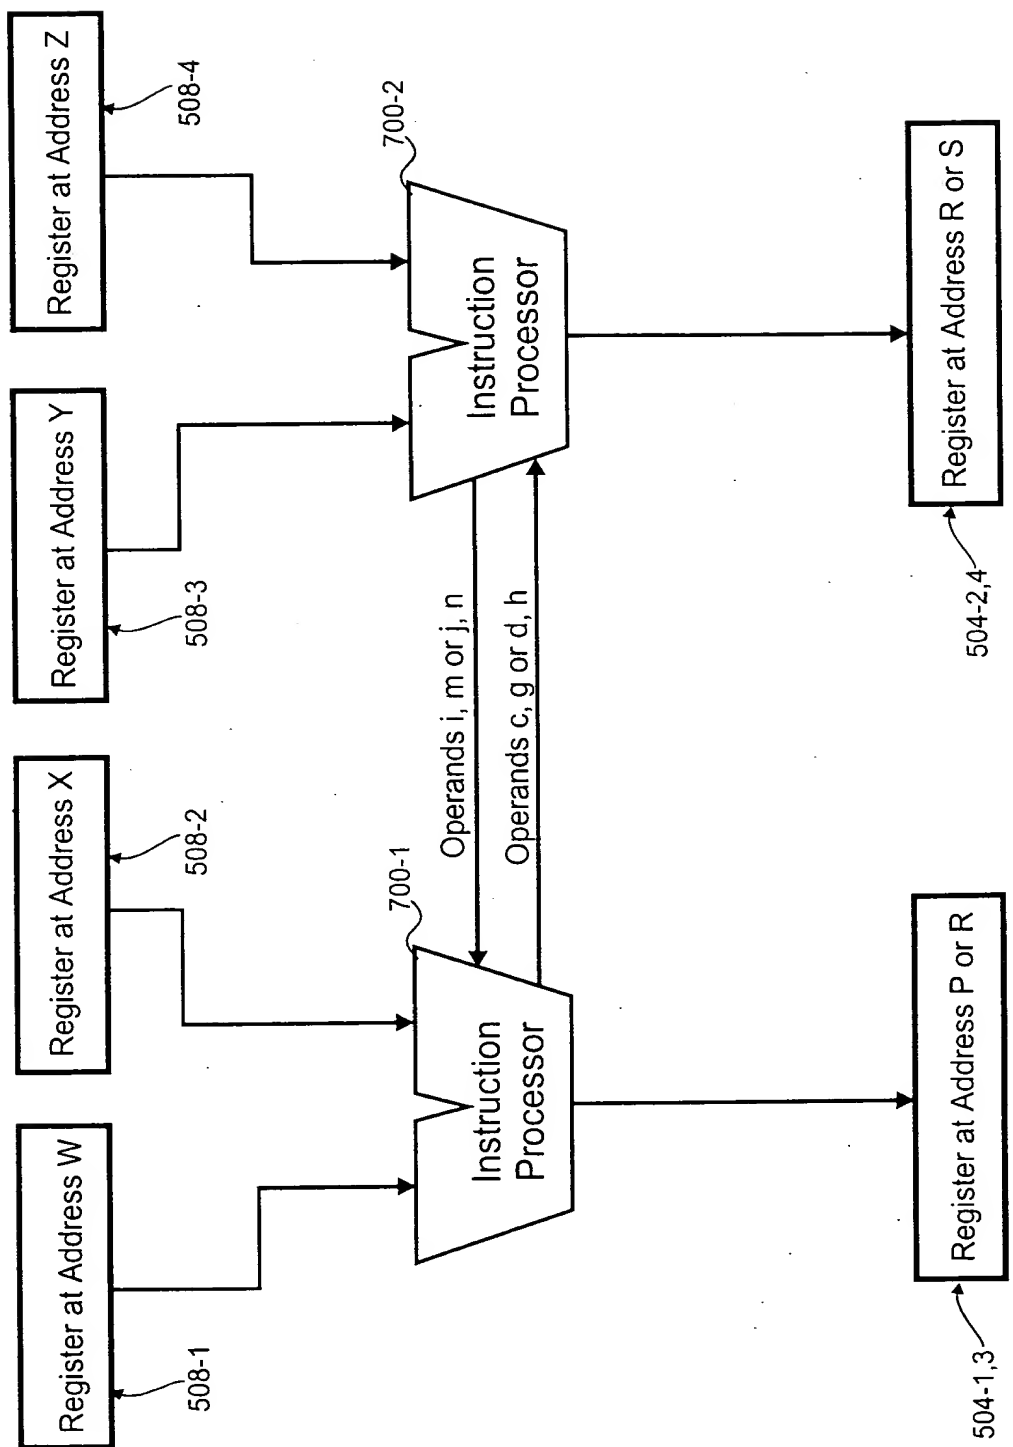 Register at Address W
508-1
Register at Address X
508-2
Register at Address Y
508-3
Register at Address Z
508-4
700-1
Instruction
Processor
700-2
Instruction
Processor
Operands i, m or j, n
Operands c, g or d, h
Register at Address P or R
504-1,3
Register at Address R or S
504-2,4